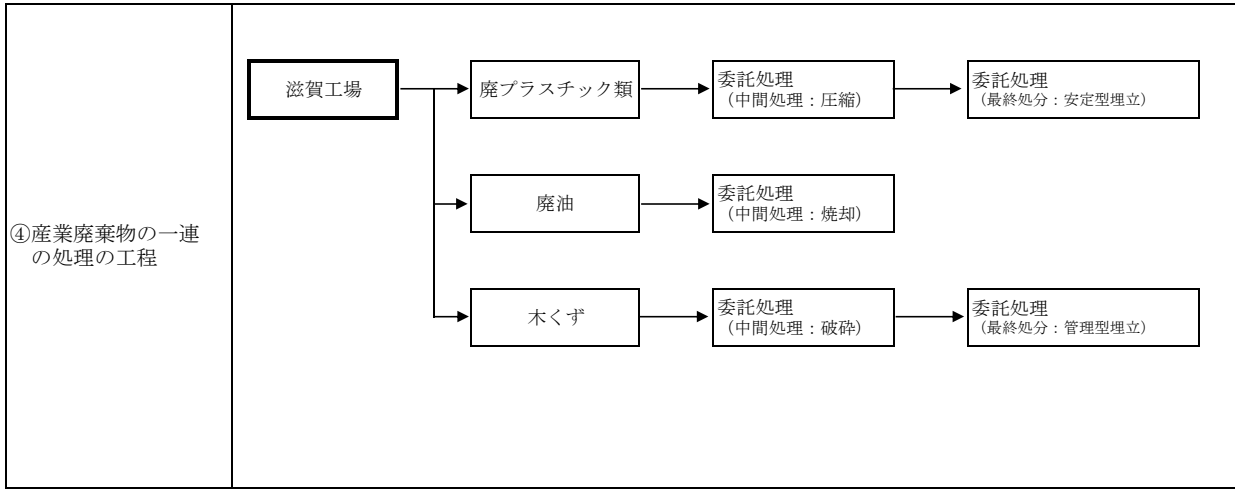 ④産業廃棄物の一連
の処理の工程
滋賀工場
廃プラスチック類
委託処理
（中間処理：圧縮）
委託処理
（最終処分：安定型埋立）
廃油
委託処理
（中間処理：焼却）
木くず
委託処理
（中間処理：破砕）
委託処理
（最終処分：管理型埋立）